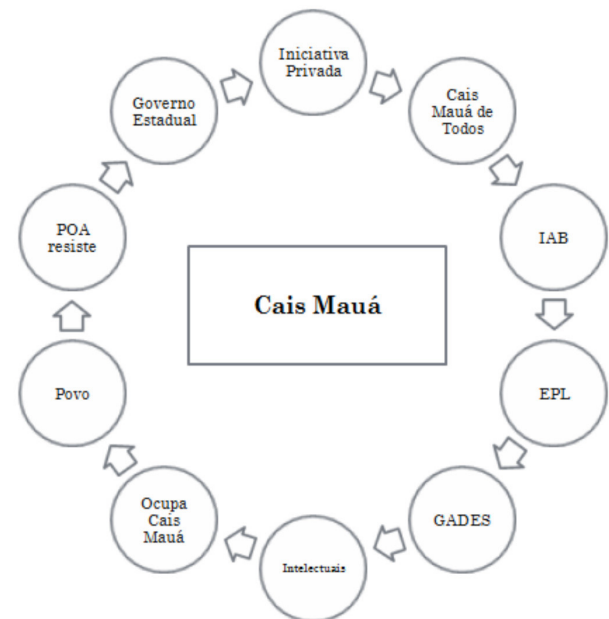 Iniciativa
Privada
Cais
Mauá de
Todos
IAB
EPL
GADES
Intelectuais
Ocupa
Cais
Mauá
Povo
POA
resiste
Governo
Estadual
Cais Mauá